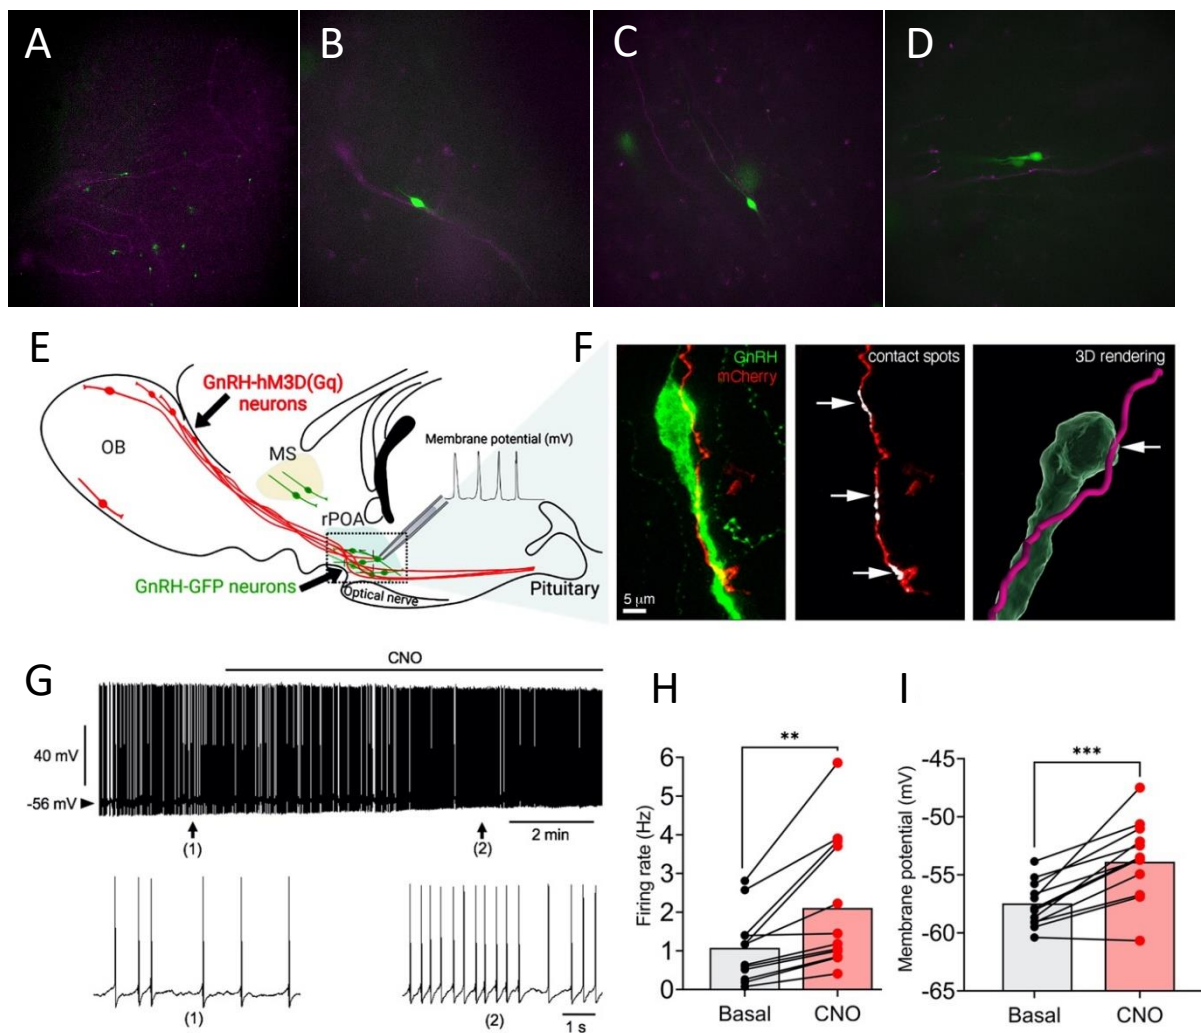 A
B
C
D
E
GnRH-hM3D(Gq)
neurons
OB
MS
Membrane potential (mV)
rPOA
GnRH-GFP neurons
Optical nerve
Pituitary
F
GnRH
mCherry
5 µm
contact spots
3D rendering
G
CNO
40 mV
-56 mV
2 min
(1)
(2)
(1)
(2)
1 s
H
**
Firing rate (Hz)
6
5
4
3
2
1
0
Basal
CNO
I
***
Membrane potential (mV)
-45
-50
-55
-60
-65
Basal
CNO